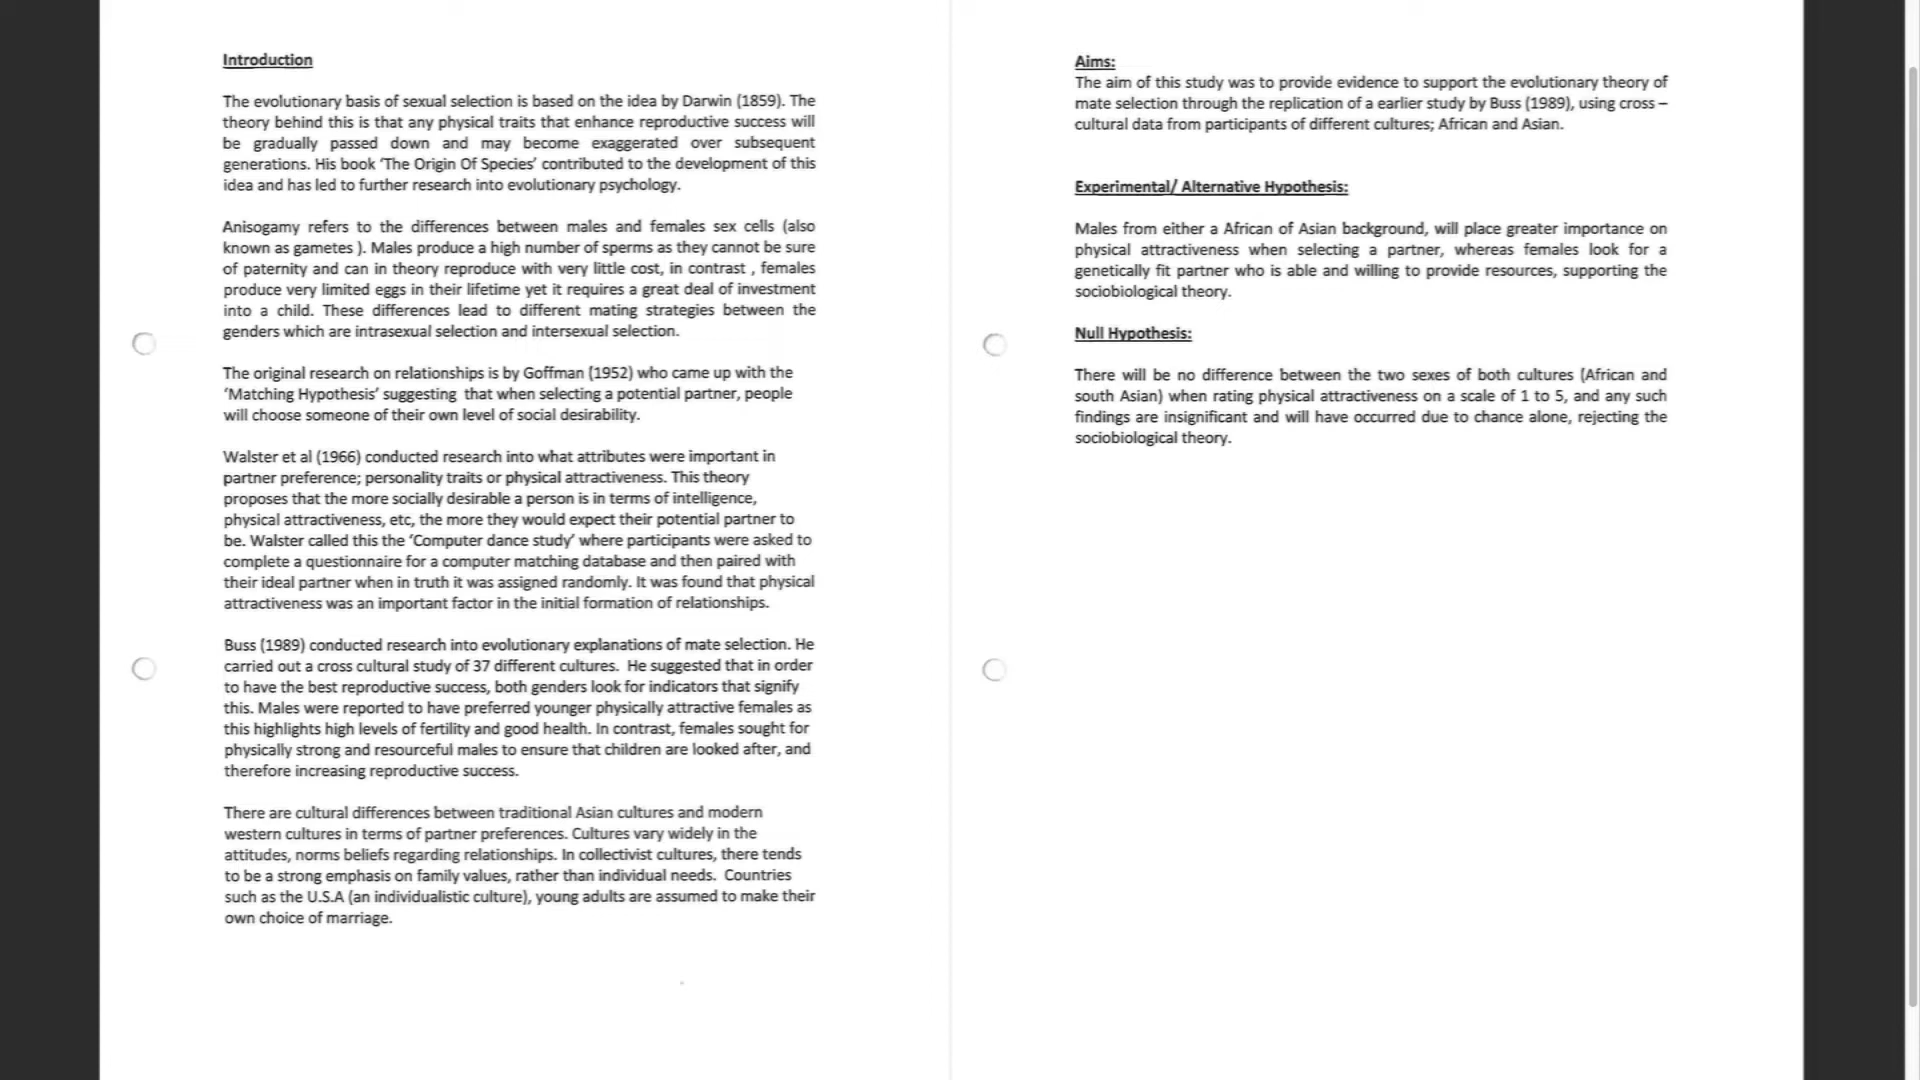 Introduction
The evolutionary basis of sexual selection is based on the idea by Darwin (1859). The
theory behind this is that any physical traits that enhance reproductive success will
be gradually passed down and may become exaggerated over subsequent
generations. His book ‘The Origin Of Species’ contributed to the development of this
idea and has led to further research into evolutionary psychology.
Anisogamy refers to the differences between males and females sex cells (also
known as gametes ). Males produce a high number of sperms as they cannot be sure
of paternity and can in theory reproduce with very little cost, in contrast , females
produce very limited eggs in their lifetime yet it requires a great deal of investment
into a child. These differences lead to different mating strategies between the
genders which are intrasexual selection and intersexual selection.
The original research on relationships is by Goffman (1952) who came up with the
‘Matching Hypothesis’ suggesting that when selecting a potential partner, people
will choose someone of their own level of social desirability.
Walster et al (1966) conducted research into what attributes were important in
partner preference; personality traits or physical attractiveness. This theory
proposes that the more socially desirable a person is in terms of intelligence,
physical attractiveness, etc, the more they would expect their potential partner to
be. Walster called this the ‘Computer dance study’ where participants were asked to
complete a questionnaire for a computer matching database and then paired with
their ideal partner when in truth it was assigned randomly. It was found that physical
attractiveness was an important factor in the initial formation of relationships.
Buss (1989) conducted research into evolutionary explanations of mate selection. He
carried out a cross cultural study of 37 different cultures. He suggested that in order
to have the best reproductive success, both genders look for indicators that signify
this. Males were reported to have preferred younger physically attractive females as
this highlights high levels of fertility and good health. In contrast, females sought for
physically strong and resourceful males to ensure that children are looked after, and
therefore increasing reproductive success.
There are cultural differences between traditional Asian cultures and modern
western cultures in terms of partner preferences. Cultures vary widely in the
attitudes, norms beliefs regarding relationships. In collectivist cultures, there tends
to be a strong emphasis on family values, rather than individual needs. Countries
such as the U.S.A (an individualistic culture), young adults are assumed to make their
own choice of marriage.
Aims:
The aim of this study was to provide evidence to support the evolutionary theory of
mate selection through the replication of a earlier study by Buss (1989), using cross –
cultural data from participants of different cultures; African and Asian.
Experimental/ Alternative Hypothesis:
Males from either a African of Asian background, will place greater importance on
physical attractiveness when selecting a partner, whereas females look for a
genetically fit partner who is able and willing to provide resources, supporting the
sociobiological theory.
Null Hypothesis:
There will be no difference between the two sexes of both cultures (African and
south Asian) when rating physical attractiveness on a scale of 1 to 5, and any such
findings are insignificant and will have occurred due to chance alone, rejecting the
sociobiological theory.